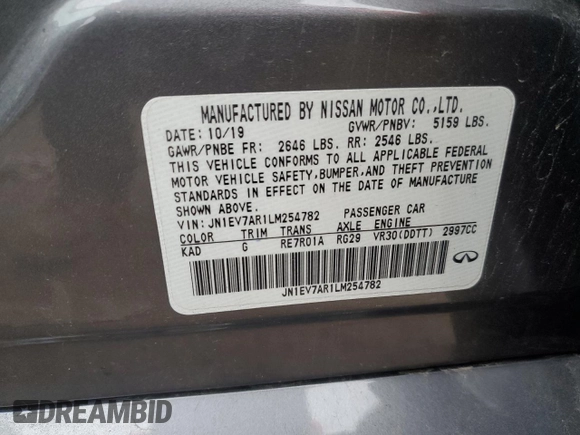 MANUFACTURED BY NISSAN MOTOR CO.,LTD.
DATE: 10/19 GVWR/PNBV: 5159 LBS.
GAWR/PNBE FR: 2646 LBS. RR: 2546 LBS.
THIS VEHICLE CONFORMS TO ALL APPLICABLE FEDERAL
MOTOR VEHICLE SAFETY,BUMPER,AND THEFT PREVENTION
STANDARDS IN EFFECT ON THE DATE OF MANUFACTURE
SHOWN ABOVE.
VIN: JN1EV7AR1LM254782 PASSENGER CAR
COLOR TRIM TRANS AXLE ENGINE
KAD G RE7R01A RG29 VR30(DDTT) 2997CC
JN1EV7AR1LM254782
DREAMBID